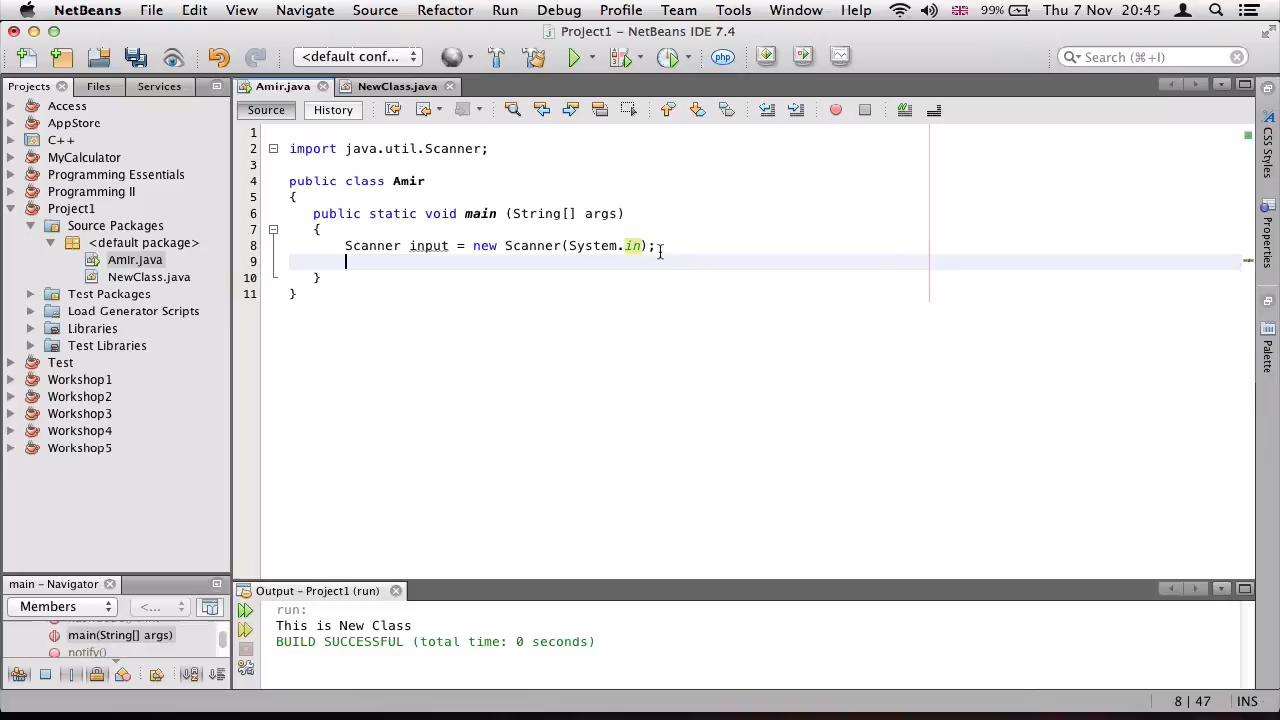 NetBeans File Edit View Navigate Source Refactor Run Debug Profile Team Tools Window Help 99% Thu 7 Nov 20:45
Project1 - NetBeans IDE 7.4
<default conf... php Search (⌘+I)
Projects Files Services
Amir.java NewClass.java
Source History
Access
AppStore
C++
MyCalculator
Programming Essentials
Programming II
Project1
Source Packages
<default package>
Amir.java
NewClass.java
Test Packages
Load Generator Scripts
Libraries
Test Libraries
Test
Workshop1
Workshop2
Workshop3
Workshop4
Workshop5
1
2 import java.util.Scanner;
3
4 public class Amir
5 {
6 public static void main (String[] args)
7 {
8 Scanner input = new Scanner(System.in);
9
10 }
11 }
CSS Styles
Properties
Palette
main - Navigator
Members <...
main(String[] args)
notify()
Output - Project1 (run)
run:
This is New Class
BUILD SUCCESSFUL (total time: 0 seconds)
8 | 47 INS